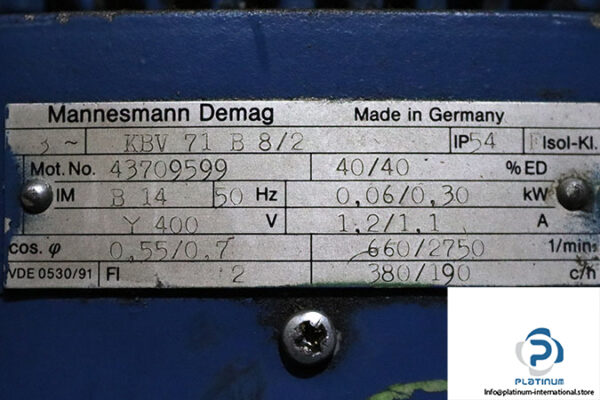 Mannesmann Demag Made in Germany
3 ~ KBV 71 B 8/2 IP54 F Isol-Kl.
Mot. No. 43709599 40/40 % ED
IM B 14 50 Hz 0,06/0,30 kW
Y 400 V 1,2/1,1 A
cos. φ 0,55/0,7 660/2750 1/min
VDE 0530/91 FI 2 380/190 c/h
PLATINUM
Info@platinum-international.store